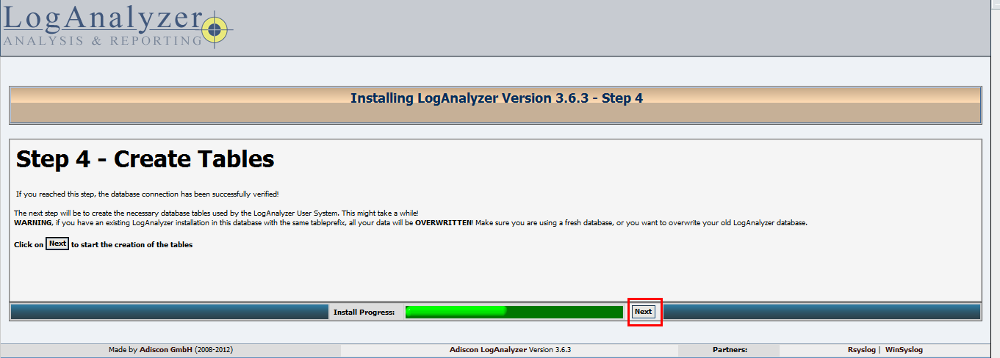 LogAnalyzer
ANALYSIS & REPORTING
Installing LogAnalyzer Version 3.6.3 - Step 4
Step 4 - Create Tables
If you reached this step, the database connection has been successfully verified!
The next step will be to create the necessary database tables used by the LogAnalyzer User System. This might take a while!
WARNING, if you have an existing LogAnalyzer installation in this database with the same tableprefix, all your data will be OVERWRITTEN! Make sure you are using a fresh database, or you want to overwrite your old LogAnalyzer database.
Click on Next to start the creation of the tables
Install Progress: Next
Made by Adiscon GmbH (2008-2012) Adiscon LogAnalyzer Version 3.6.3 Partners: Rsyslog | WinSyslog